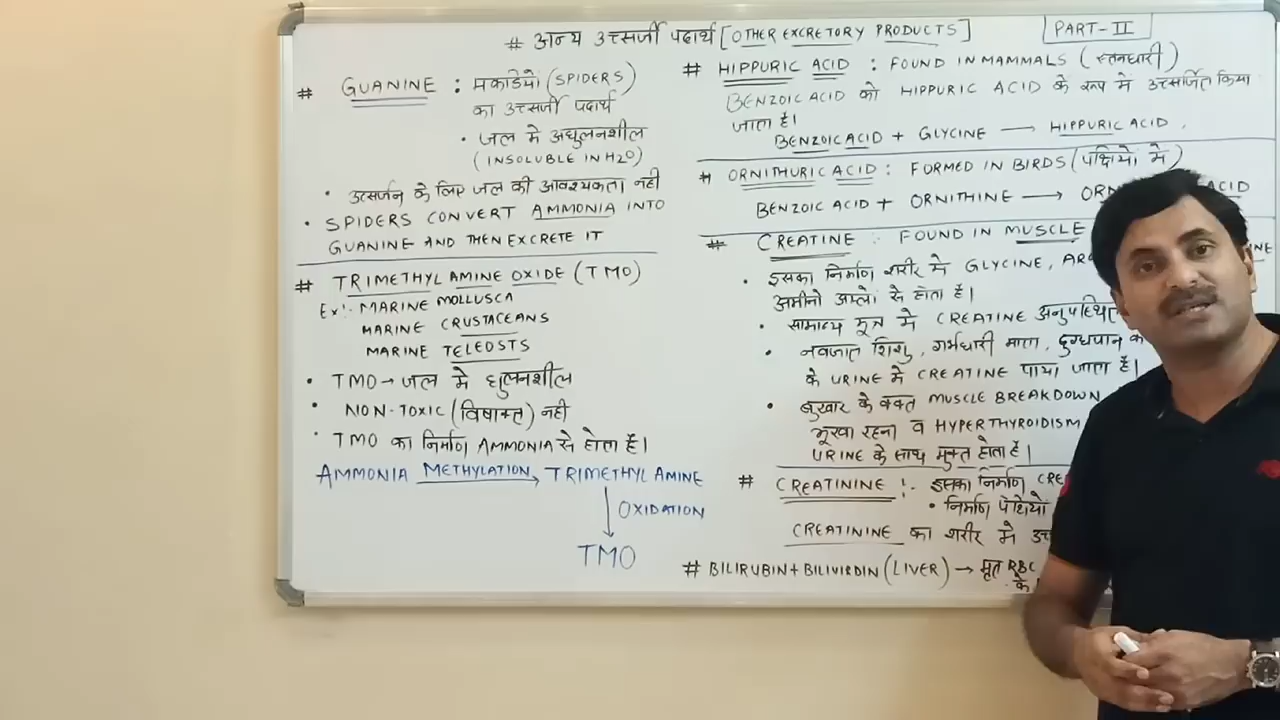 # अन्य उत्सर्जी पदार्थ [OTHER EXCRETORY PRODUCTS]
PART-II
# GUANINE : मकडियों (SPIDERS)
का उत्सर्जी पदार्थ
• जल में अघुलनशील
(INSOLUBLE IN H2O)
• उत्सर्जन के लिए जल की आवश्यकता नहीं
• SPIDERS CONVERT AMMONIA INTO
GUANINE AND THEN EXCRETE IT
# TRIMETHYL AMINE OXIDE (TMO)
Ex:- MARINE MOLLUSCA
MARINE CRUSTACEANS
MARINE TELEOSTS
• TMO → जल में घुलनशील
• NON-TOXIC (विषाक्त) नहीं
• TMO का निर्माण AMMONIA से होता है।
AMMONIA METHYLATION → TRIMETHYL AMINE
↓ OXIDATION
TMO
# HIPPURIC ACID : FOUND IN MAMMALS (स्तनधारी)
BENZOIC ACID को HIPPURIC ACID के रूप में उत्सर्जित किया
जाता है।
BENZOIC ACID + GLYCINE → HIPPURIC ACID.
# ORNITHURIC ACID : FORMED IN BIRDS (पक्षियो में)
BENZOIC ACID + ORNITHINE → ORN ACID
# CREATINE : FOUND IN MUSCLE
• इसका निर्माण शरीर में GLYCINE, AR INE
अमीनो अम्लों से होता है।
• सामान्य मूत्र में CREATINE
• नवजात शिशु, गर्भधारी माता, दुग्धपान
के URINE में CREATINE पाया जाता है।
• बुखार के वक्त MUSCLE BREAKDOWN
भूखा रहना व HYPERTHYROIDISM
URINE के साथ मुक्त होता है।
# CREATININE :- इसका निर्माण CRE
• निर्माण पेशियों
CREATININE का शरीर में
# BILIRUBIN + BILIVIRDIN (LIVER) → मृत RBC
के